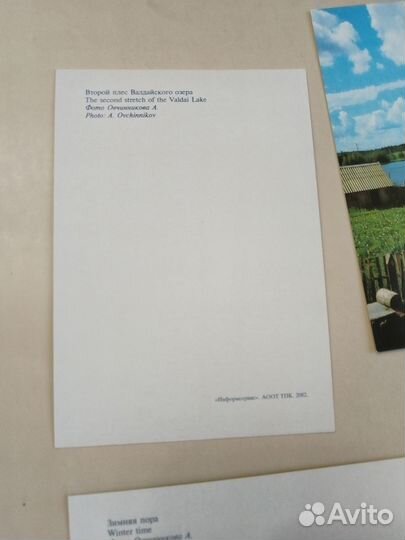 Второй плес Валдайского озера
The second stretch of the Valdai Lake
Фото Овчинникова А.
Photo: A. Ovchinnikov
«Информсервис». АООТ ТПК. 2002.
Зимняя пора
Winter time
Овчинникова А.
Avito